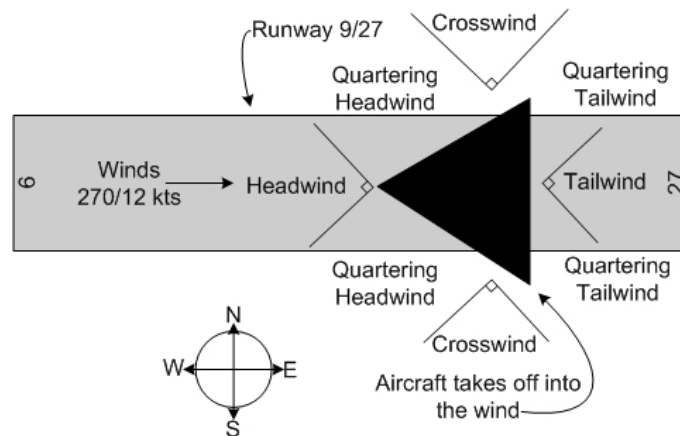 Crosswind
Runway 9/27
Quartering
Headwind
Quartering
Tailwind
9
Winds
270/12 kts
Headwind
Tailwind
27
Quartering
Headwind
Quartering
Tailwind
Crosswind
N
W
E
S
Aircraft takes off into
the wind